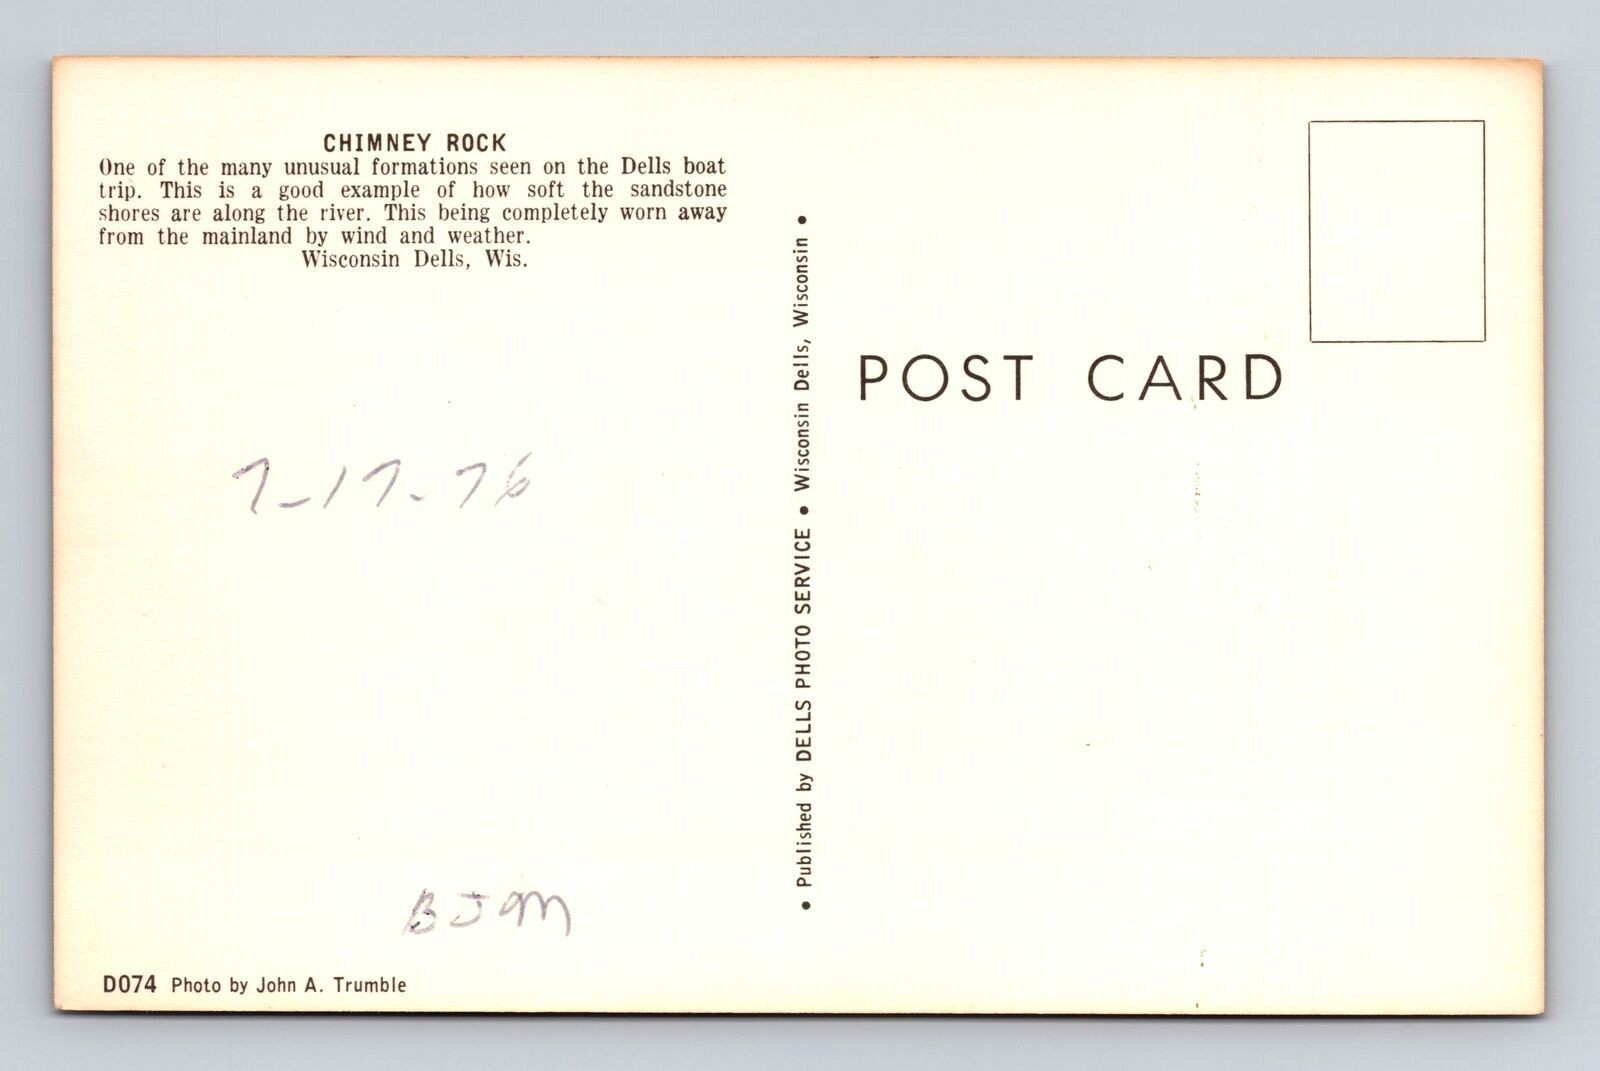 CHIMNEY ROCK
One of the many unusual formations seen on the Dells boat
trip. This is a good example of how soft the sandstone
shores are along the river. This being completely worn away
from the mainland by wind and weather.
Wisconsin Dells, Wis.
7-17-76
BJM
D074 Photo by John A. Trumble
• Published by DELLS PHOTO SERVICE • Wisconsin Dells, Wisconsin •
POST CARD